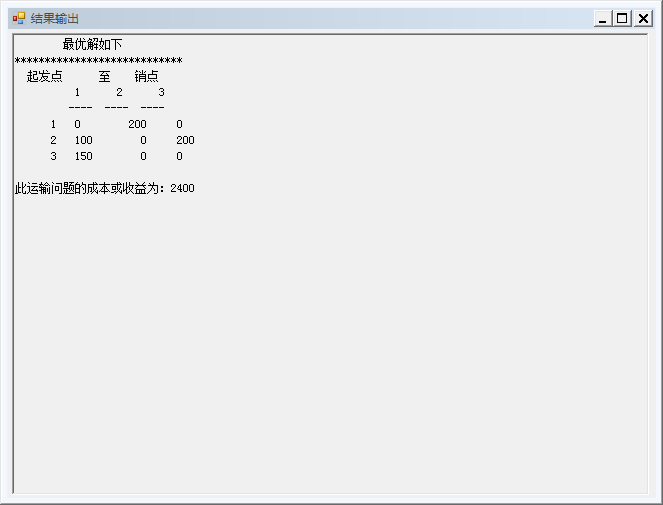 结果输出
最优解如下
****************************
起发点 至 销点
1 2 3
---- ---- ----
1 0 200 0
2 100 0 200
3 150 0 0
此运输问题的成本或收益为: 2400